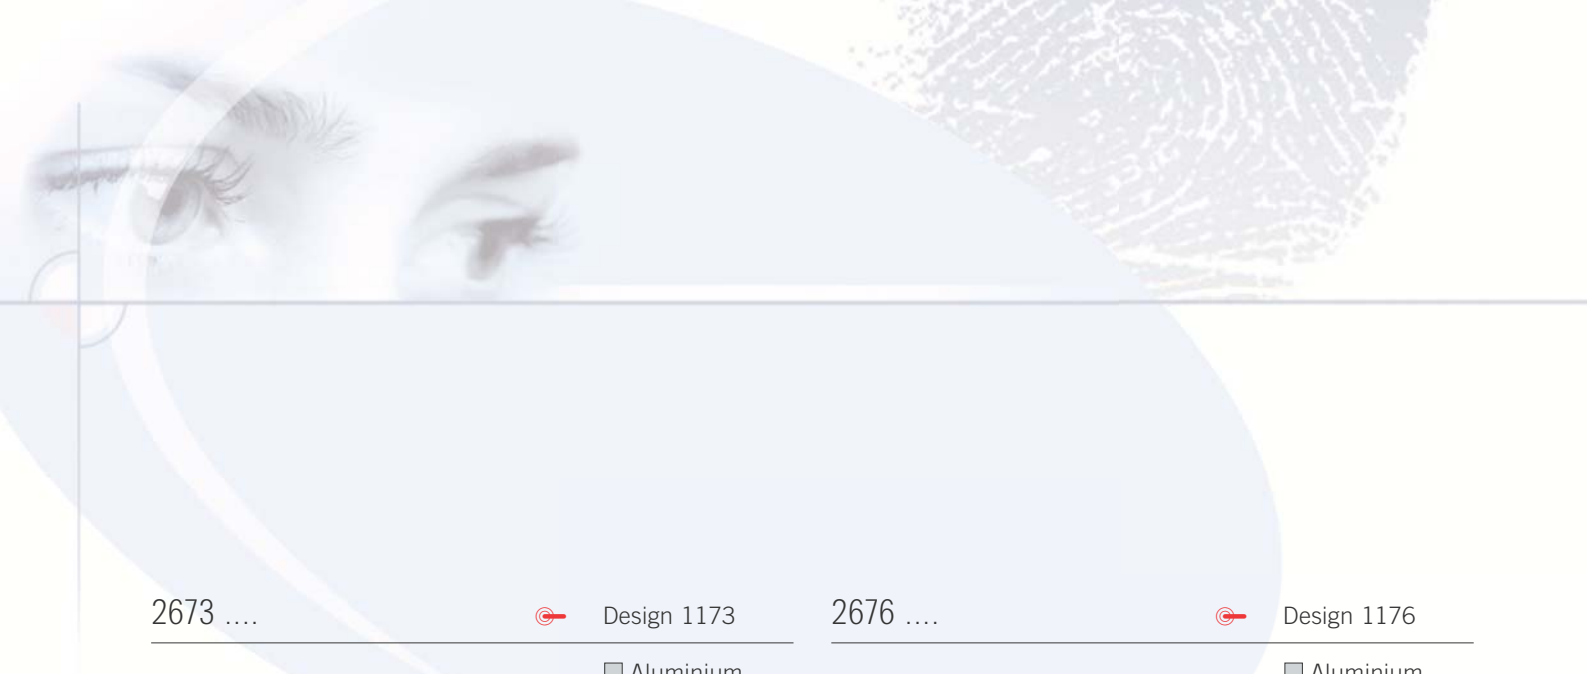 2673 .... Design 1173 2676 .... Design 1176
Aluminium Aluminium